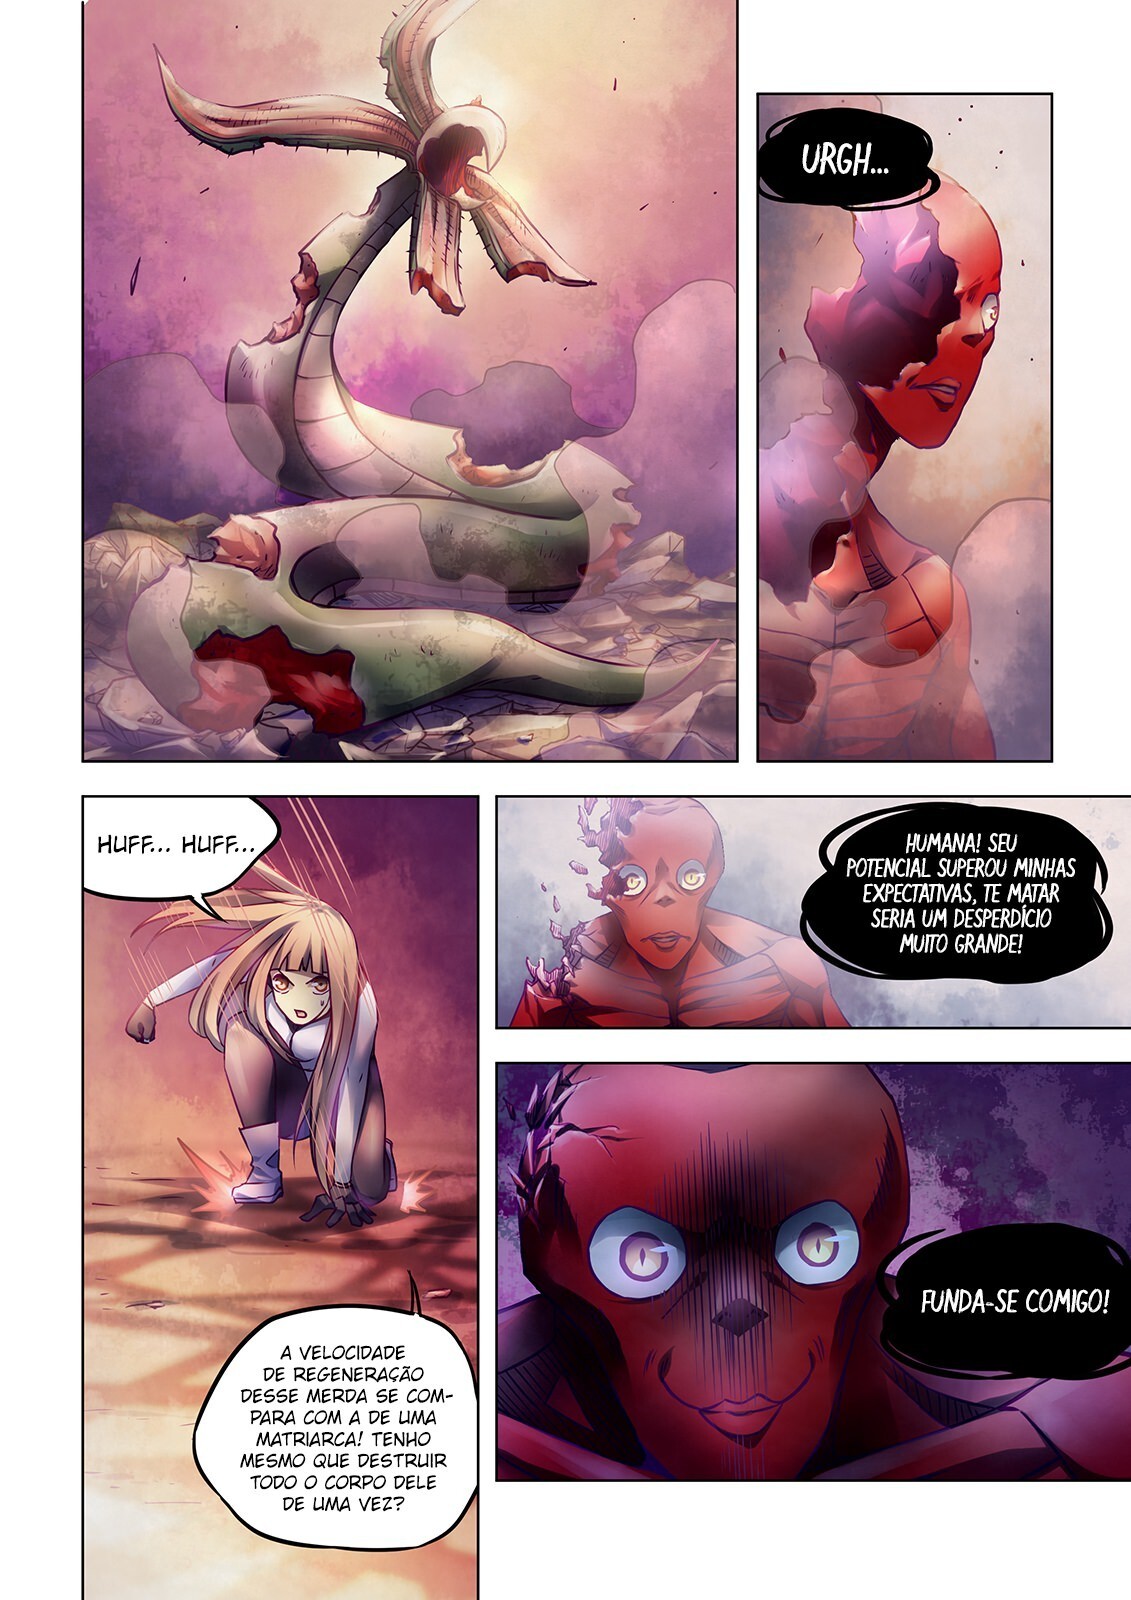 URGH...
HUFF... HUFF...
HUMANA! SEU
POTENCIAL SUPEROU MINHAS
EXPECTATIVAS, TE MATAR
SERIA UM DESPERDÍCIO
MUITO GRANDE!
FUNDA-SE COMIGO!
A VELOCIDADE
DE REGENERAÇÃO
DESSE MERDA SE COM-
PARA COM A DE UMA
MATRIARCA! TENHO
MESMO QUE DESTRUIR
TODO O CORPO DELE
DE UMA VEZ?